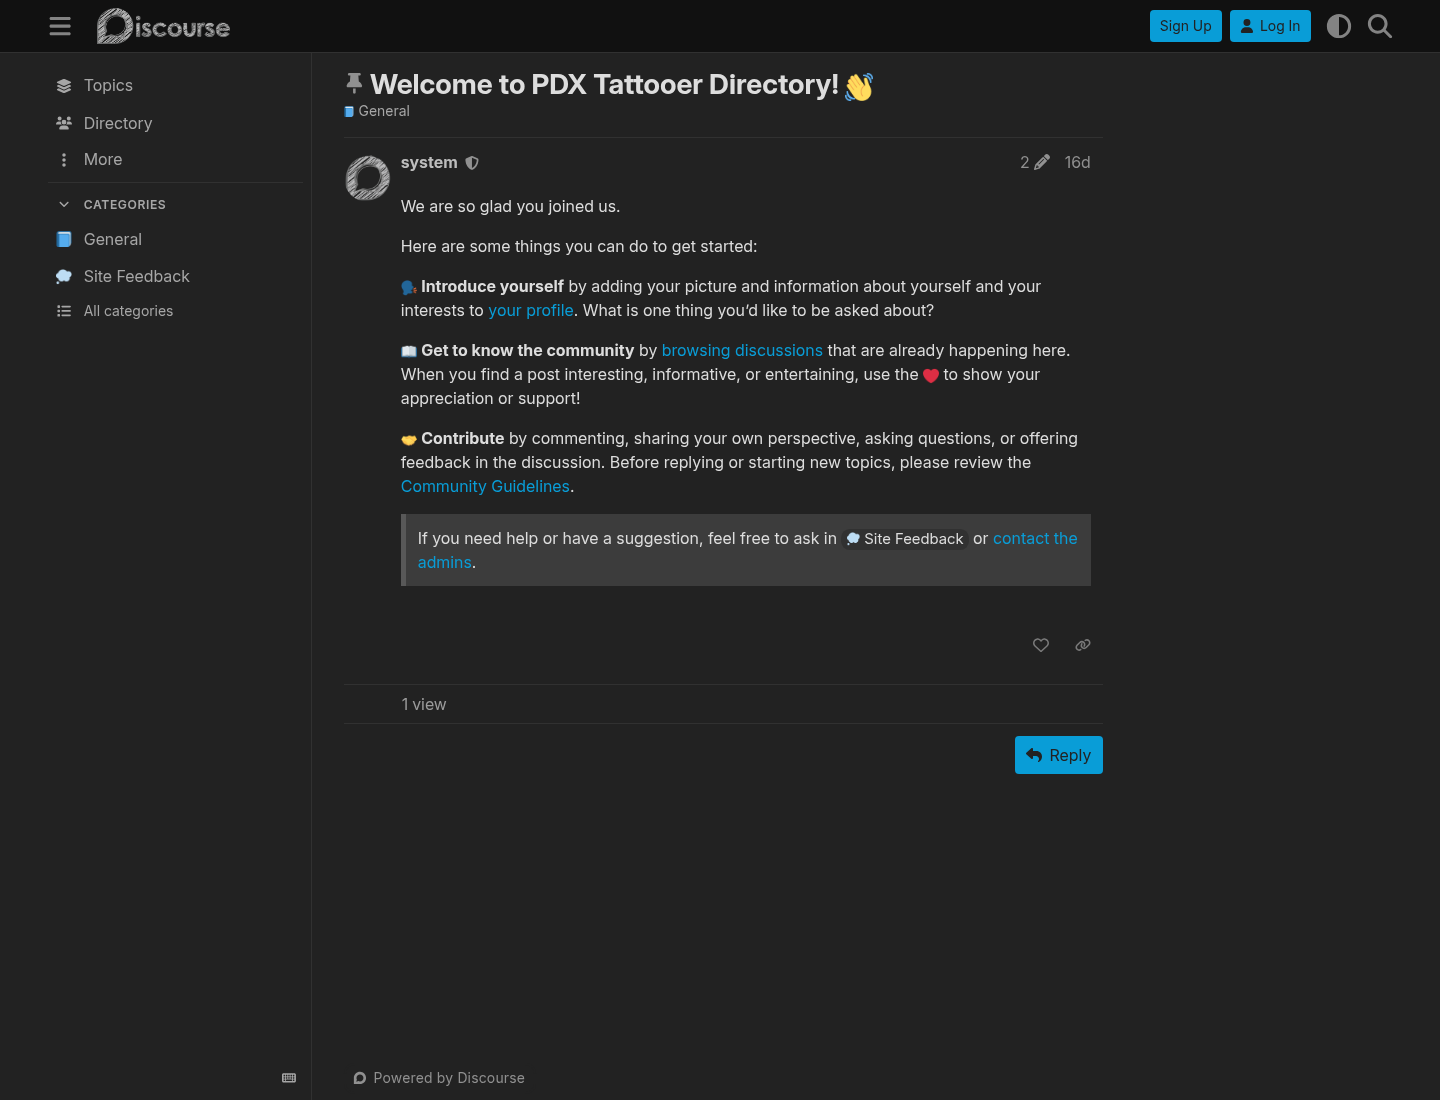 Discourse
Sign Up
Log In
Topics
Directory
More
CATEGORIES
General
Site Feedback
All categories
Welcome to PDX Tattooer Directory!
General
system
2
16d
We are so glad you joined us.
Here are some things you can do to get started:
Introduce yourself by adding your picture and information about yourself and your
interests to your profile. What is one thing you’d like to be asked about?
Get to know the community by browsing discussions that are already happening here.
When you find a post interesting, informative, or entertaining, use the to show your
appreciation or support!
Contribute by commenting, sharing your own perspective, asking questions, or offering
feedback in the discussion. Before replying or starting new topics, please review the
Community Guidelines.
If you need help or have a suggestion, feel free to ask in Site Feedback or contact the
admins.
1 view
Reply
Powered by Discourse